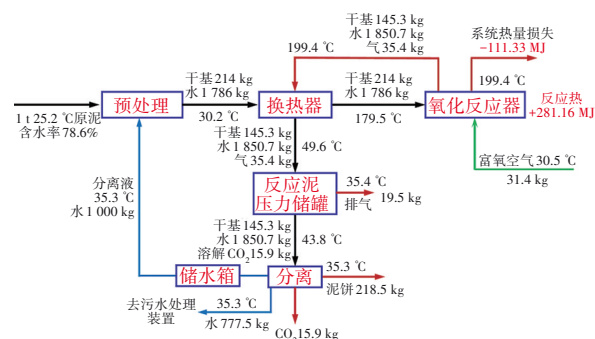 干基145.3 kg
水1 850.7 kg
气35.4 kg
199.4 ℃
系统热量损失
-111.33 MJ
199.4 ℃
干基214 kg
水1 786 kg
干基214 kg
水1 786 kg
预处理
换热器
氧化反应器
反应热
+281.16 MJ
1 t 25.2 ℃原泥
含水率78.6%
30.2 ℃
179.5 ℃
干基145.3 kg
水1 850.7 kg
气35.4 kg
49.6 ℃
富氧空气30.5 ℃
31.4 kg
分离液
35.3 ℃
水1 000 kg
反应泥
压力储罐
35.4 ℃
排气
19.5 kg
干基145.3 kg
水1 850.7 kg
溶解CO2 15.9 kg
43.8 ℃
储水箱
分离
35.3 ℃
泥饼218.5 kg
去污水处理
装置
35.3 ℃
水777.5 kg
CO2 15.9 kg